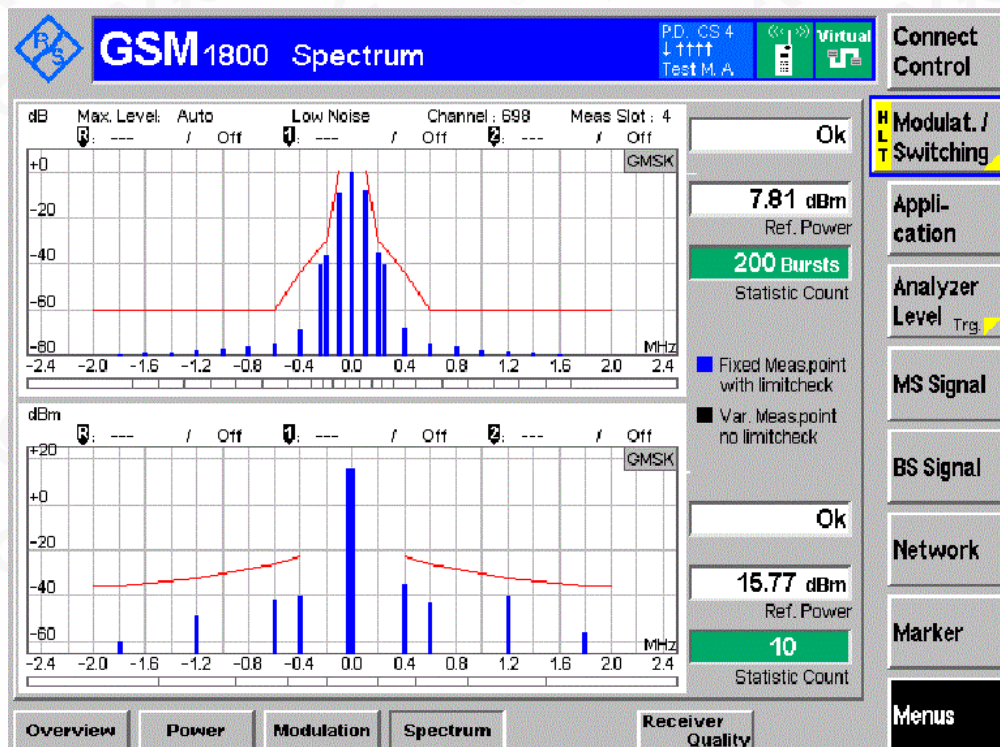 R S
GSM 1800 Spectrum
P.D. CS 4
Test M. A
Virtual
Connect Control
dB Max. Level: Auto Low Noise Channel : 698 Meas Slot : 4
R: --- / Off 1: --- / Off 2: --- / Off
GMSK
+0
-20
-40
-60
-80
MHz
-2.4 -2.0 -1.6 -1.2 -0.8 -0.4 0.0 0.4 0.8 1.2 1.6 2.0 2.4
Ok
7.81 dBm
Ref. Power
200 Bursts
Statistic Count
Fixed Meas.point
with limitcheck
Var. Meas.point
no limitcheck
dBm
R: --- / Off 1: --- / Off 2: --- / Off
GMSK
+20
+0
-20
-40
-60
MHz
-2.4 -2.0 -1.6 -1.2 -0.8 -0.4 0.0 0.4 0.8 1.2 1.6 2.0 2.4
Ok
15.77 dBm
Ref. Power
10
Statistic Count
H L T
Modulat. /
Switching
Appli-
cation
Analyzer
Level Trg.
MS Signal
BS Signal
Network
Marker
Menus
Overview Power Modulation Spectrum Receiver
Quality